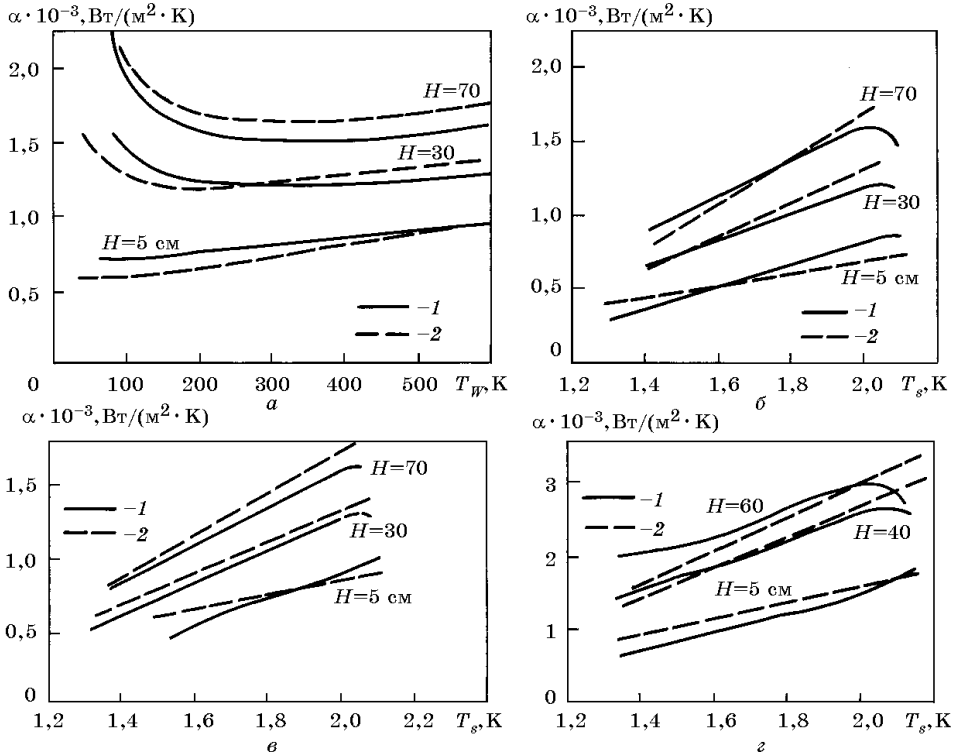 α · 10⁻³, Вт/(м² · К)
2,0
1,5
1,0
0,5
0
100
200
300
400
500
T_W, К
H=70
H=30
H=5 см
–1
–2
а
α · 10⁻³, Вт/(м² · К)
2,0
1,5
1,0
0,5
0
1,2
1,4
1,6
1,8
2,0
T_s, К
H=70
H=30
H=5 см
–1
–2
б
α · 10⁻³, Вт/(м² · К)
1,5
1,0
0,5
0
1,2
1,4
1,6
1,8
2,0
T_s, К
–1
–2
H=70
H=30
H=5 см
в
α · 10⁻³, Вт/(м² · К)
3
2
1
0
1,2
1,4
1,6
1,8
2,0
T_s, К
–1
–2
H=60
H=40
H=5 см
г